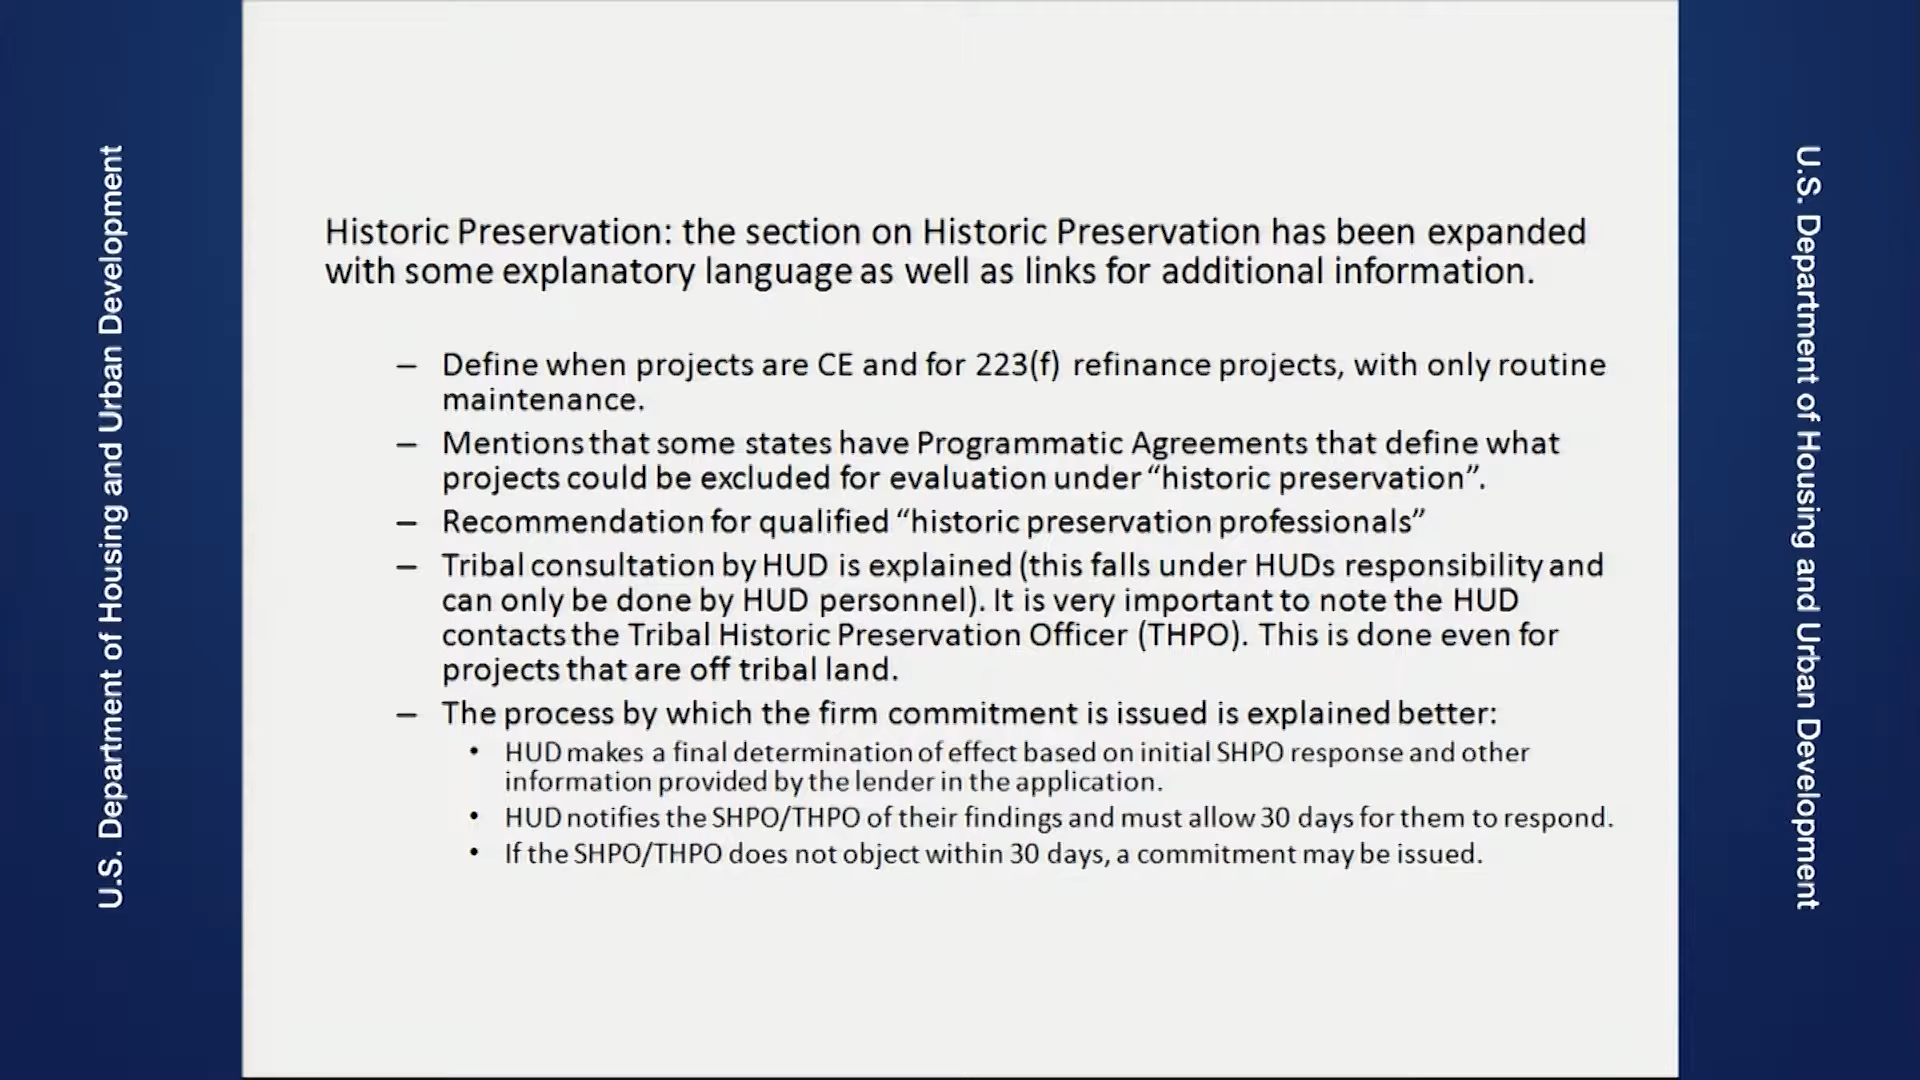 U.S. Department of Housing and Urban Development
Historic Preservation: the section on Historic Preservation has been expanded
with some explanatory language as well as links for additional information.
– Define when projects are CE and for 223(f) refinance projects, with only routine
maintenance.
– Mentions that some states have Programmatic Agreements that define what
projects could be excluded for evaluation under “historic preservation”.
– Recommendation for qualified “historic preservation professionals”
– Tribal consultation by HUD is explained (this falls under HUDs responsibility and
can only be done by HUD personnel). It is very important to note the HUD
contacts the Tribal Historic Preservation Officer (THPO). This is done even for
projects that are off tribal land.
– The process by which the firm commitment is issued is explained better:
• HUD makes a final determination of effect based on initial SHPO response and other
information provided by the lender in the application.
• HUD notifies the SHPO/THPO of their findings and must allow 30 days for them to respond.
• If the SHPO/THPO does not object within 30 days, a commitment may be issued.
U.S. Department of Housing and Urban Development